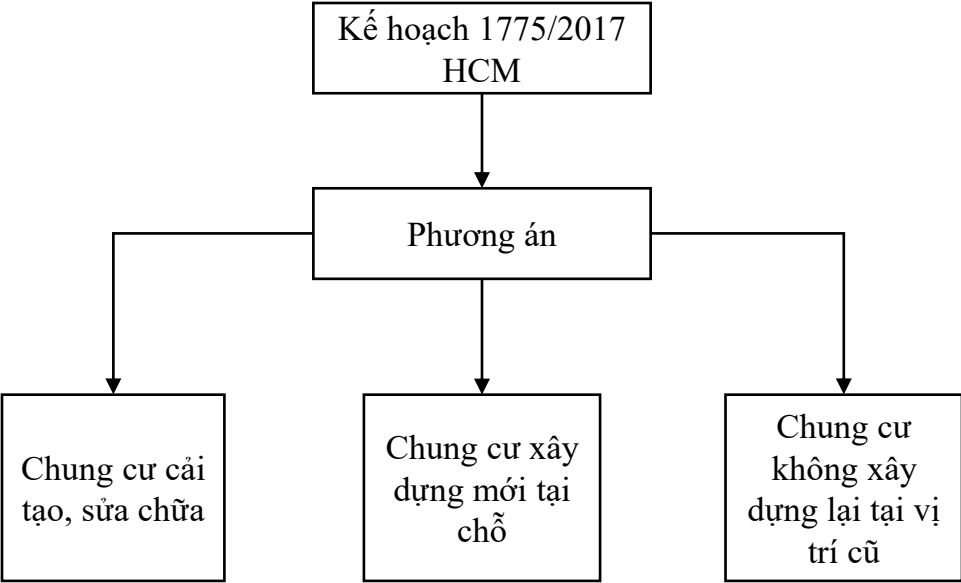 Kế hoạch 1775/2017
HCM
Phương án
Chung cư cải
tạo, sửa chữa
Chung cư xây
dựng mới tại
chỗ
Chung cư
không xây
dựng lại tại vị
trí cũ